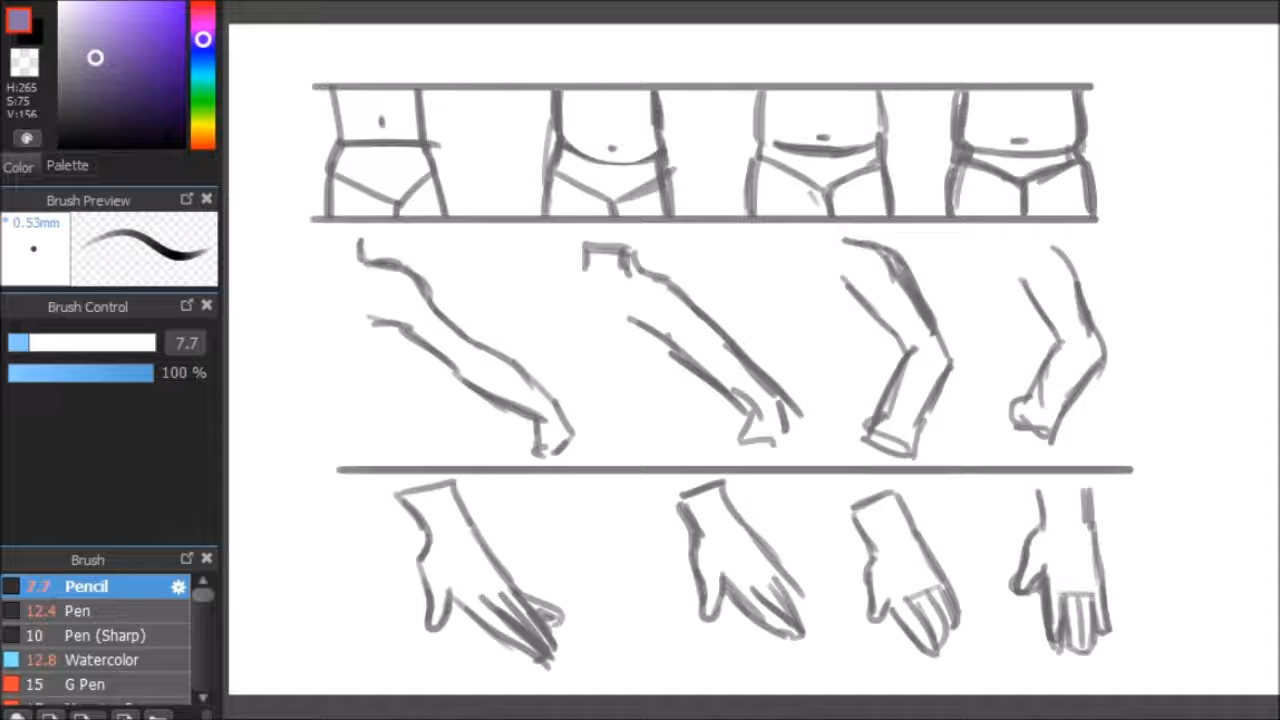 H:265
S:75
V:156
Color Palette
Brush Preview
* 0.53mm
Brush Control
7.7
100 %
Brush
7.7 Pencil
12.4 Pen
10 Pen (Sharp)
12.8 Watercolor
15 G Pen